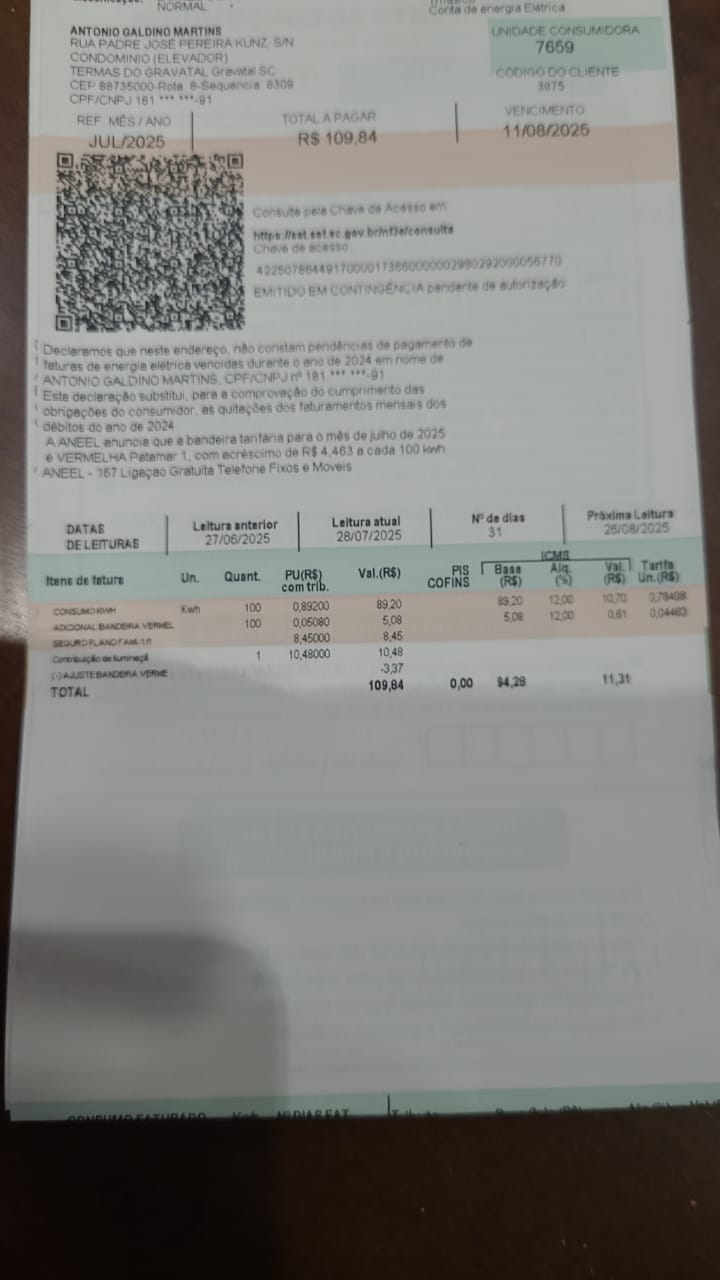 NORMAL
Conta de energia Elétrica
ANTONIO GALDINO MARTINS
RUA PADRE JOSÉ PEREIRA KUNZ, S/N
CONDOMINIO (ELEVADOR)
TERMAS DO GRAVATAL Gravatal SC
CEP 88735000-Rota 8-Sequencia 6309
CPF/CNPJ 181 *** ***-91
UNIDADE CONSUMIDORA
7659
CÓDIGO DO CLIENTE
3875
REF MÊS / ANO TOTAL A PAGAR VENCIMENTO
JUL/2025 R$ 109,84 11/08/2025
Consulte pela Chave de Acesso em
https://sat.sef.sc.gov.br/nf3e/consulta
Chave de acesso
EMITIDO EM CONTINGÊNCIA pendente de autorização
Declaramos que neste endereço, não constam pendências de pagamento de
faturas de energia elétrica vencidas durante o ano de 2024 em nome de
ANTONIO GALDINO MARTINS, CPF/CNPJ nº 181 *** ***-91
Este declaração substitui, para a comprovação do cumprimento das
obrigações do consumidor, as quitações dos faturamentos mensais dos
débitos do ano de 2024
A ANEEL anuncia que a bandeira tarifária para o mês de julho de 2025
é VERMELHA Patamar 1, com acréscimo de R$ 4,463 a cada 100 kwh
ANEEL - 167 Ligação Gratuita Telefone Fixos e Moveis
DATAS DE LEITURAS
Leitura anterior Leitura atual Nº de dias Próxima Leitura
27/06/2025 28/07/2025 31 26/08/2025
ICMS
Itens de fatura Un. Quant. PU(R$) com trib. Val.(R$) PIS COFINS Base (R$) Alq. (%) Val. (R$) Tarifa Un.(R$)
CONSUMO KWH Kwh 100 0,89200 89,20 89,20 12,00 10,70 0,78498
ADICIONAL BANDEIRA VERMEL 100 0,05080 5,08 5,08 12,00 0,61 0,04463
SEGURO PLANO FAMI-1/1 8,45000 8,45
Contribuição de Iluminaçã 1 10,48000 10,48
(-) AJUSTE BANDEIRA VERME -3,37
TOTAL 109,84 0,00 94,28 11,31
CONSUMO FATURADO Kwh Nº DIAS FAT